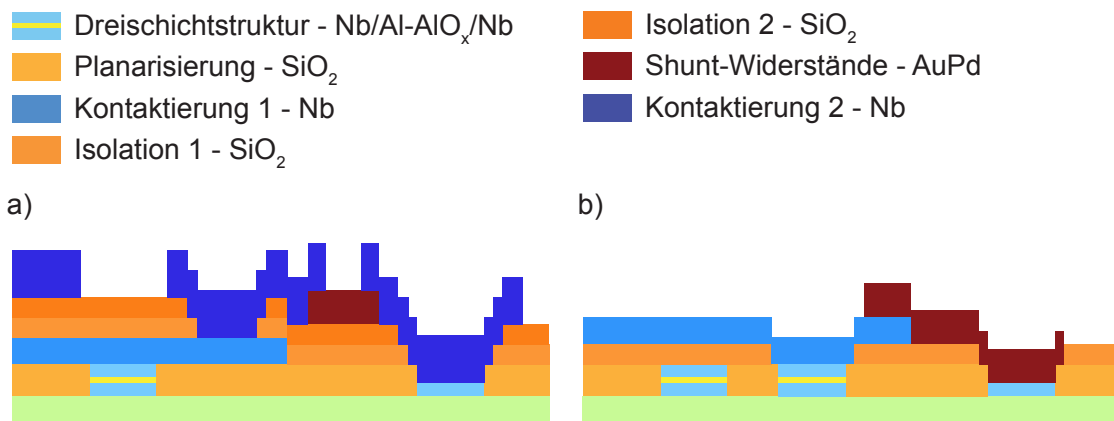 Dreischichtstruktur - Nb/Al-AlOₓ/Nb
Planarisierung - SiO₂
Kontaktierung 1 - Nb
Isolation 1 - SiO₂
Isolation 2 - SiO₂
Shunt-Widerstände - AuPd
Kontaktierung 2 - Nb
a)
b)